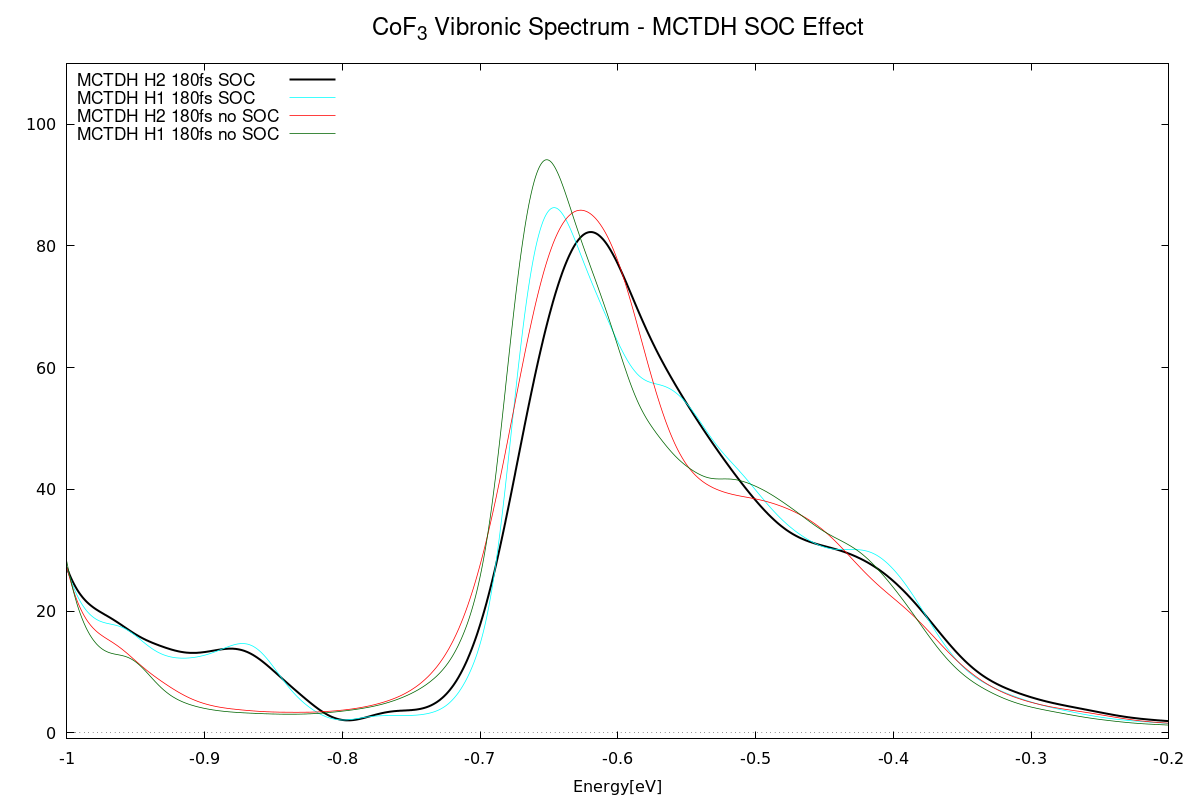 CoF3 Vibronic Spectrum - MCTDH SOC Effect
MCTDH H2 180fs SOC
MCTDH H1 180fs SOC
MCTDH H2 180fs no SOC
MCTDH H1 180fs no SOC
100
80
60
40
20
0
-1 -0.9 -0.8 -0.7 -0.6 -0.5 -0.4 -0.3 -0.2
Energy[eV]